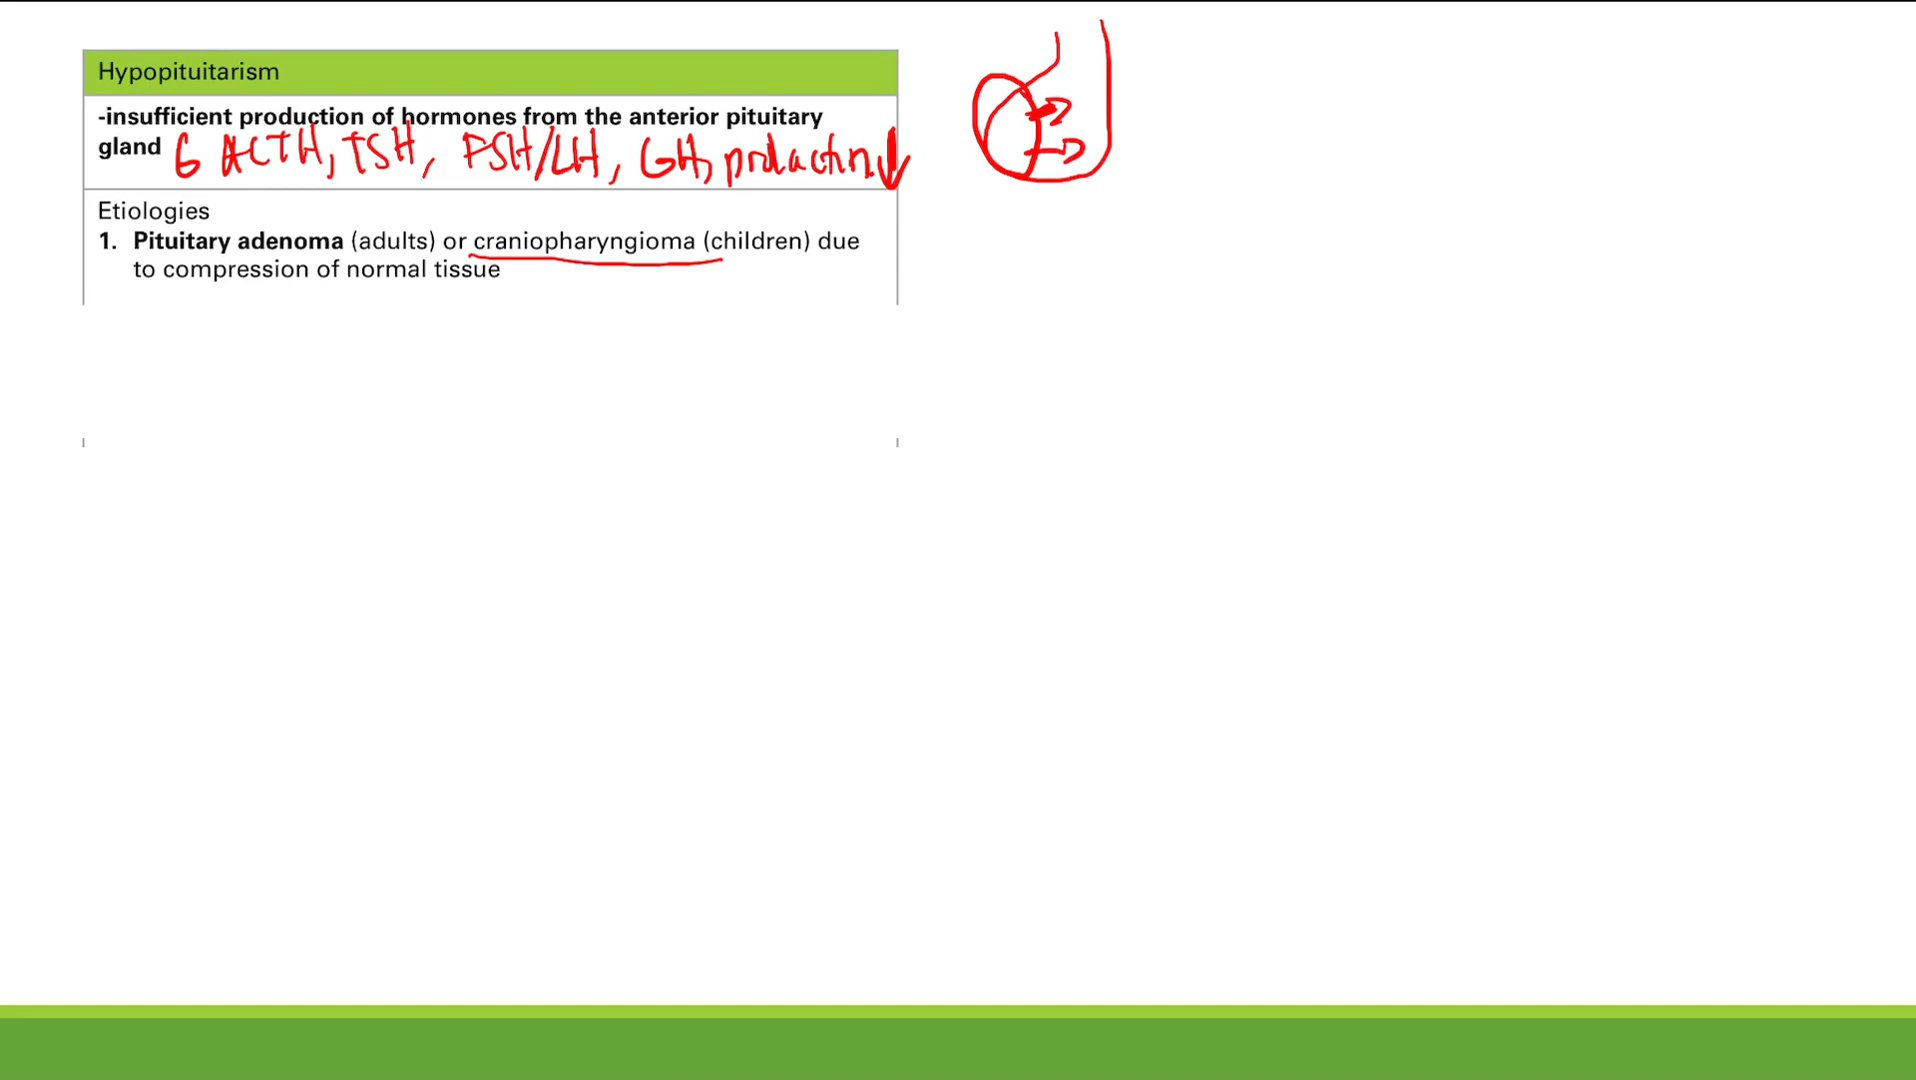 Hypopituitarism
-insufficient production of hormones from the anterior pituitary
gland 6 ACTH, TSH, FSH/LH, GH, prolactin ↓
Etiologies
1. Pituitary adenoma (adults) or craniopharyngioma (children) due
to compression of normal tissue